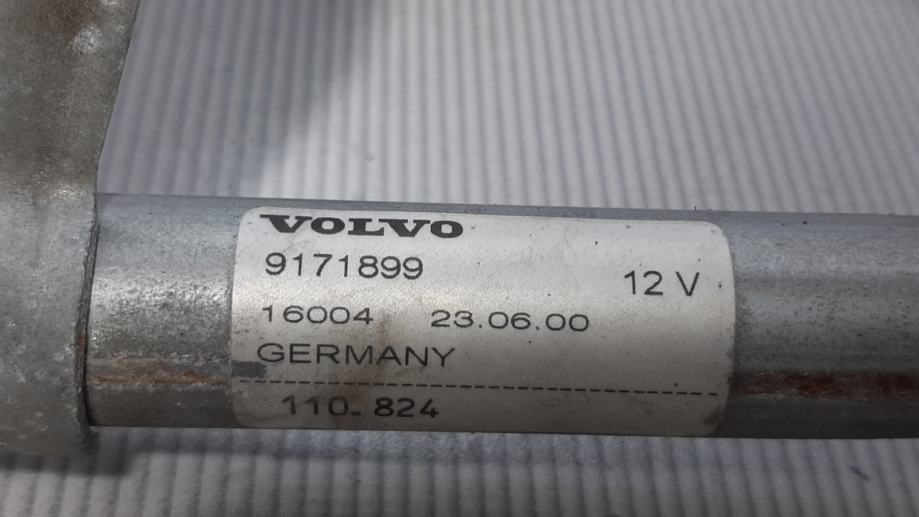 VOLVO
9171899 12 V
16004 23.06.00
GERMANY
110- 824